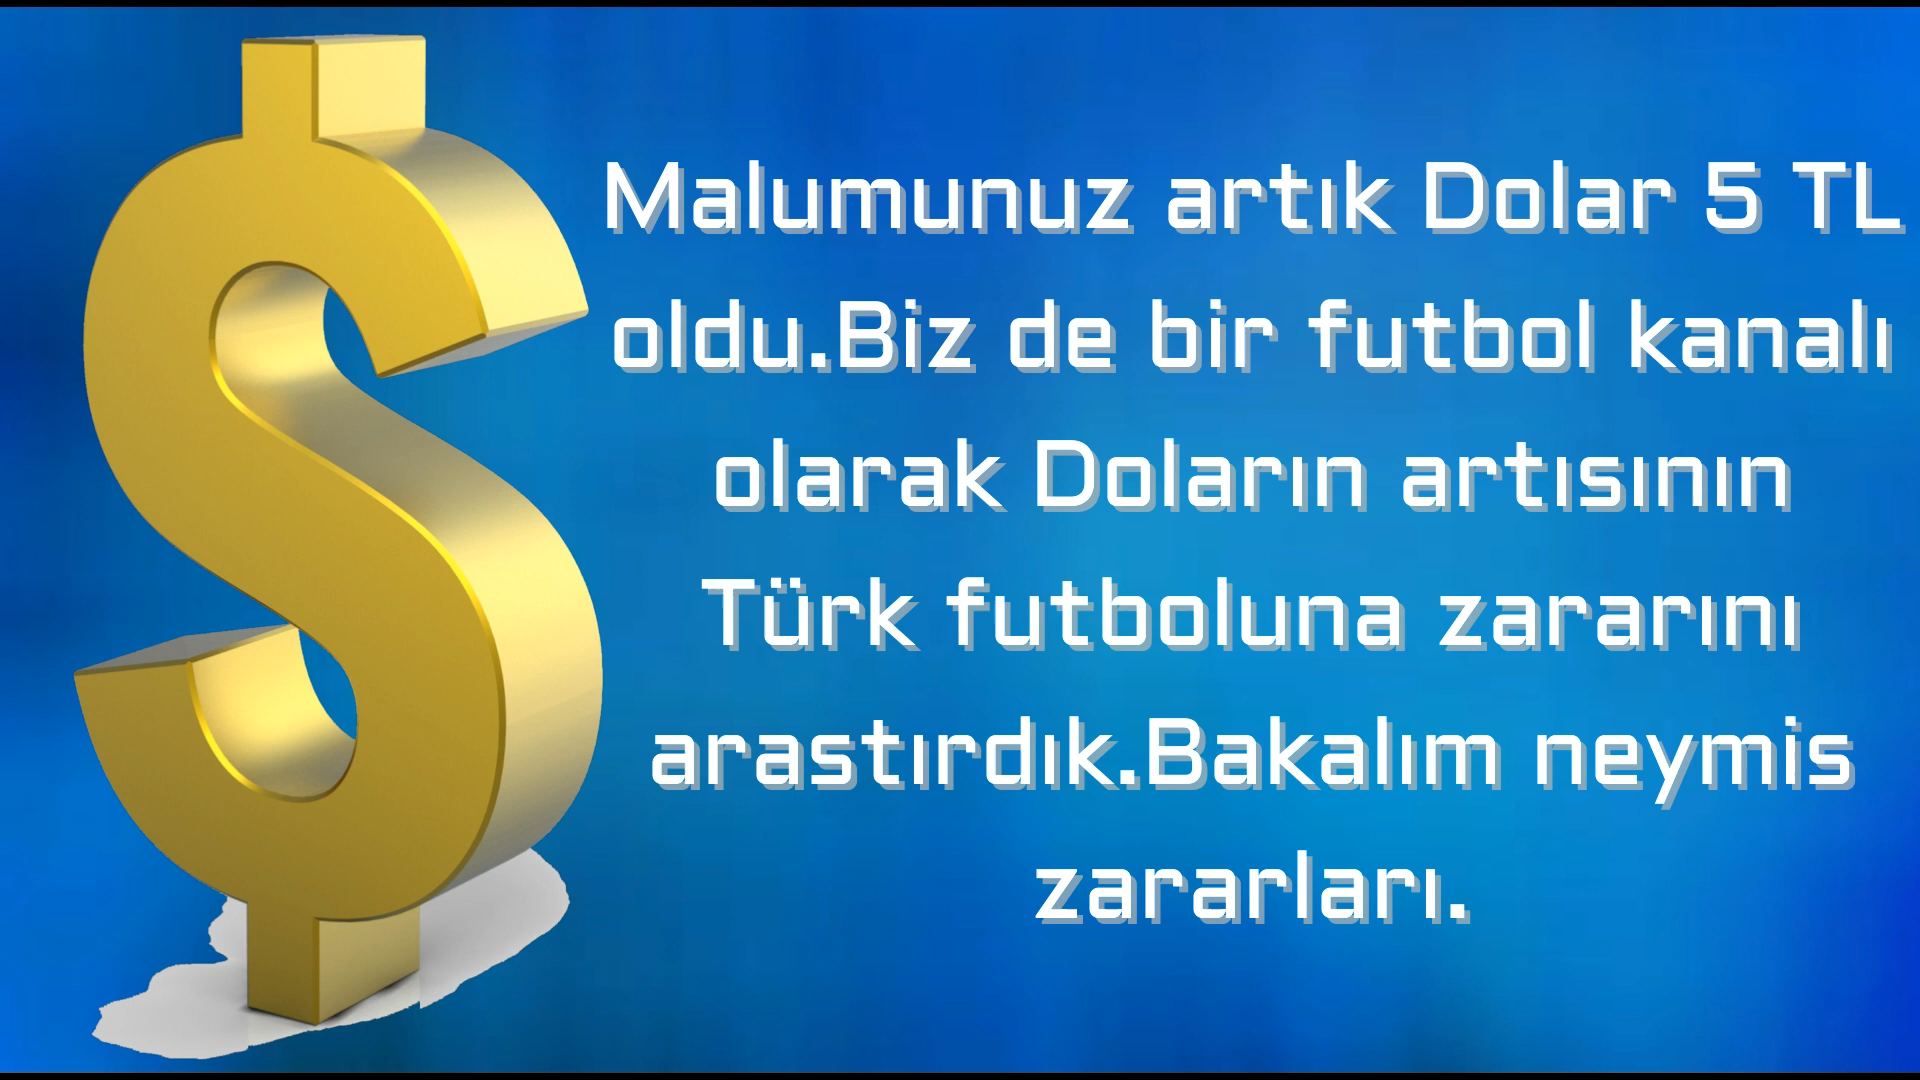 Malumunuz artık Dolar 5 TL
oldu.Biz de bir futbol kanalı
olarak Doların artısının
Türk futboluna zararını
arastırdık.Bakalım neymis
zararları.